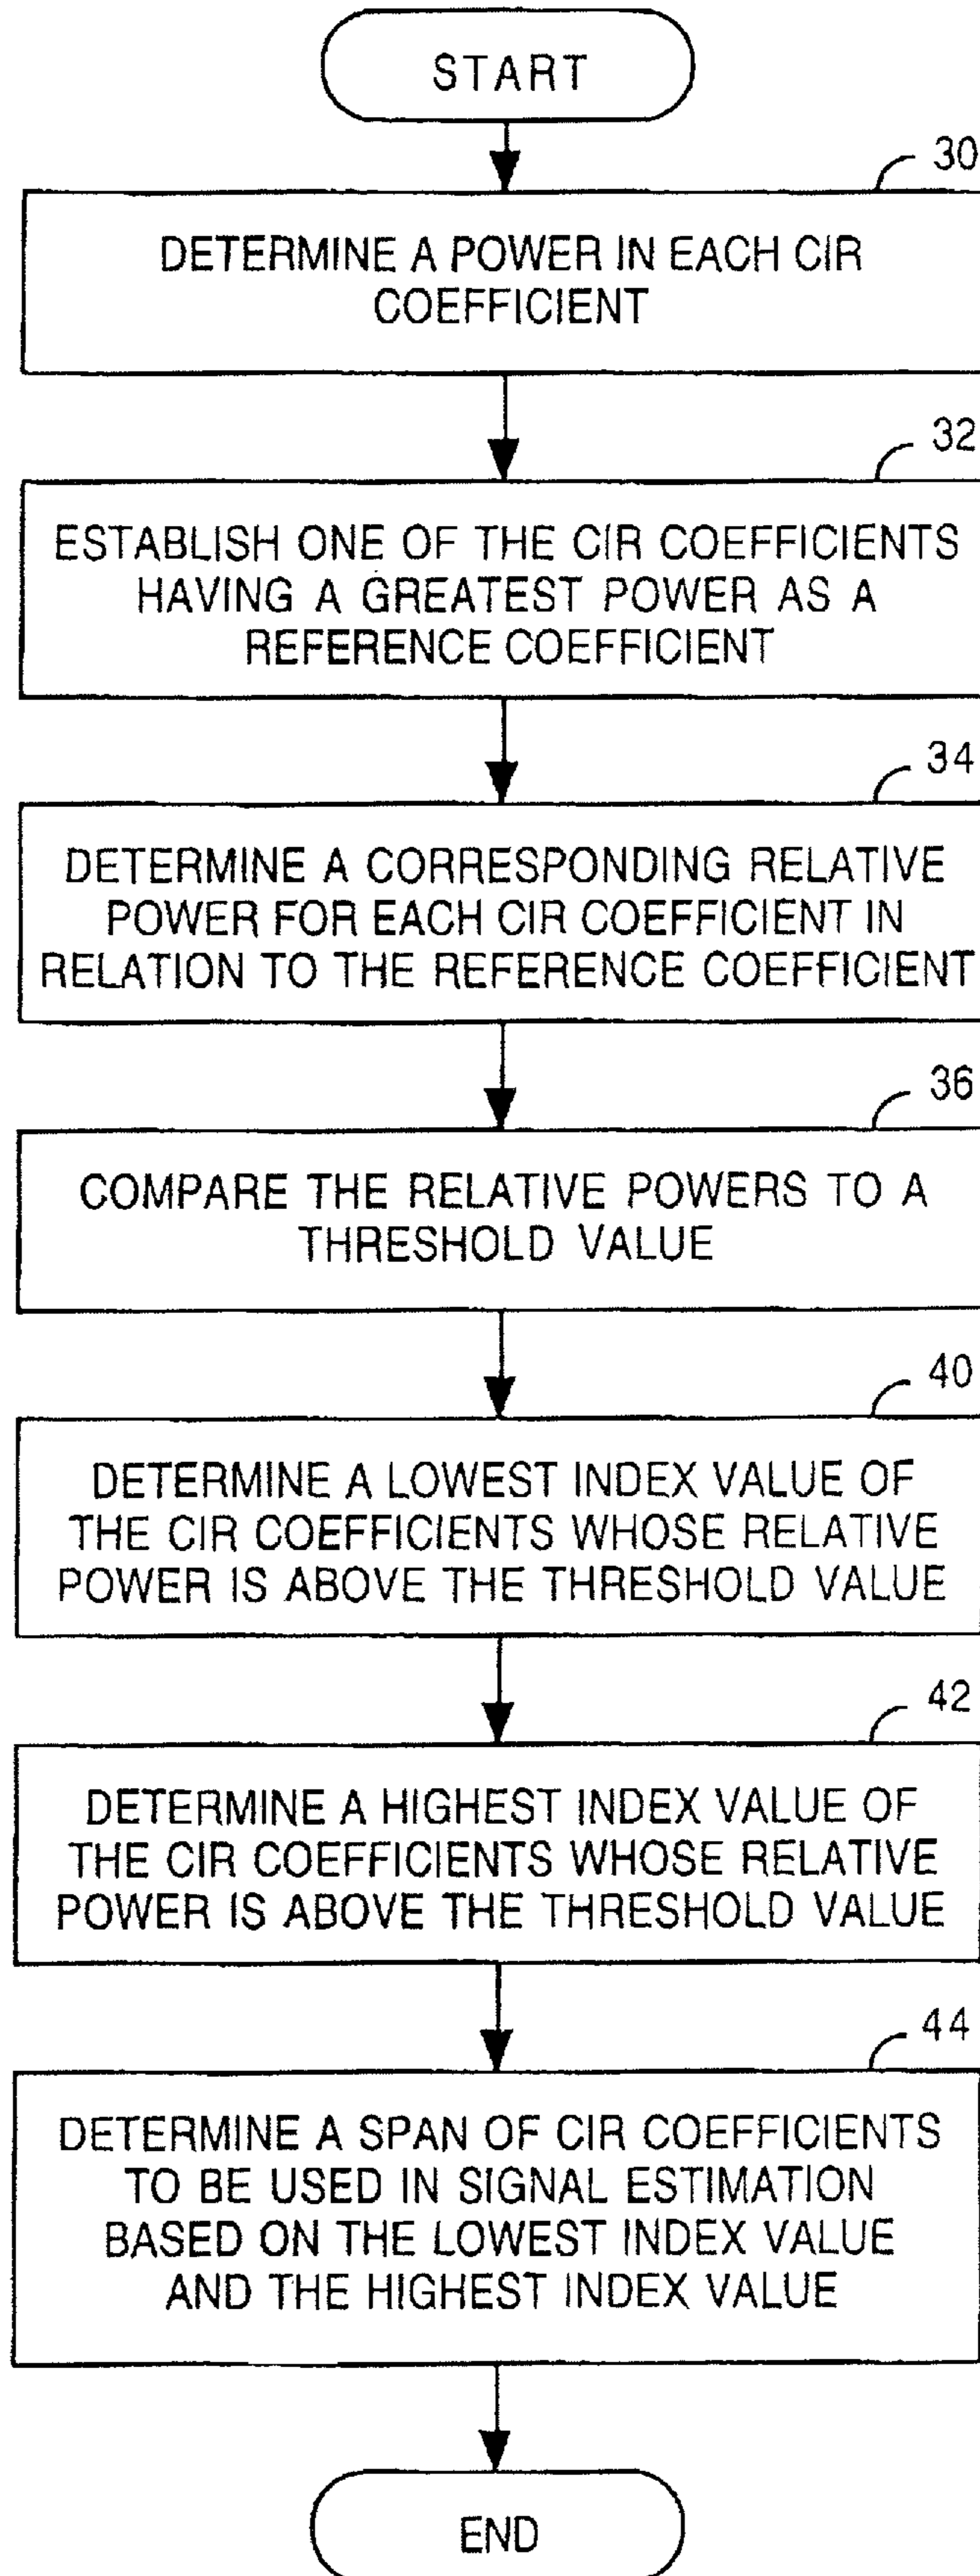 START
30
DETERMINE A POWER IN EACH CIR
COEFFICIENT
32
ESTABLISH ONE OF THE CIR COEFFICIENTS
HAVING A GREATEST POWER AS A
REFERENCE COEFFICIENT
34
DETERMINE A CORRESPONDING RELATIVE
POWER FOR EACH CIR COEFFICIENT IN
RELATION TO THE REFERENCE COEFFICIENT
36
COMPARE THE RELATIVE POWERS TO A
THRESHOLD VALUE
40
DETERMINE A LOWEST INDEX VALUE OF
THE CIR COEFFICIENTS WHOSE RELATIVE
POWER IS ABOVE THE THRESHOLD VALUE
42
DETERMINE A HIGHEST INDEX VALUE OF
THE CIR COEFFICIENTS WHOSE RELATIVE
POWER IS ABOVE THE THRESHOLD VALUE
44
DETERMINE A SPAN OF CIR COEFFICIENTS
TO BE USED IN SIGNAL ESTIMATION
BASED ON THE LOWEST INDEX VALUE
AND THE HIGHEST INDEX VALUE
END